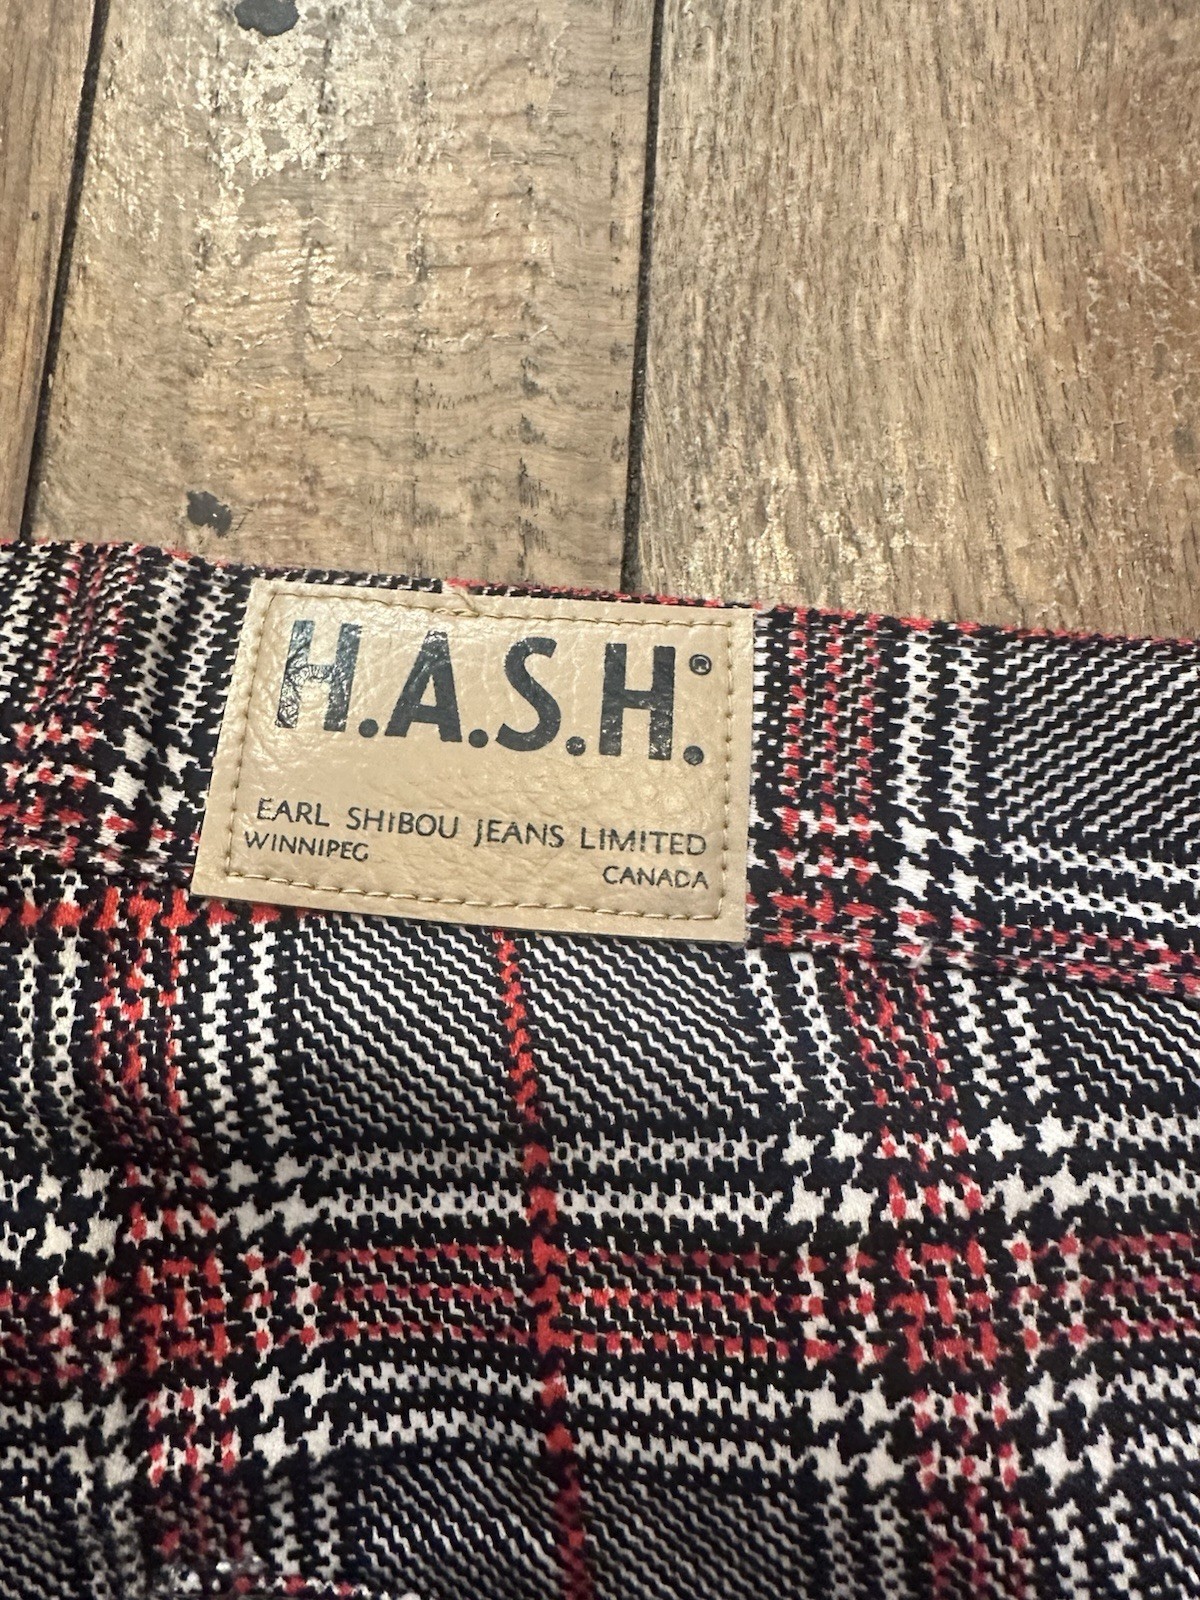 H.A.S.H.®
EARL SHIBOU JEANS LIMITED
WINNIPEG
CANADA